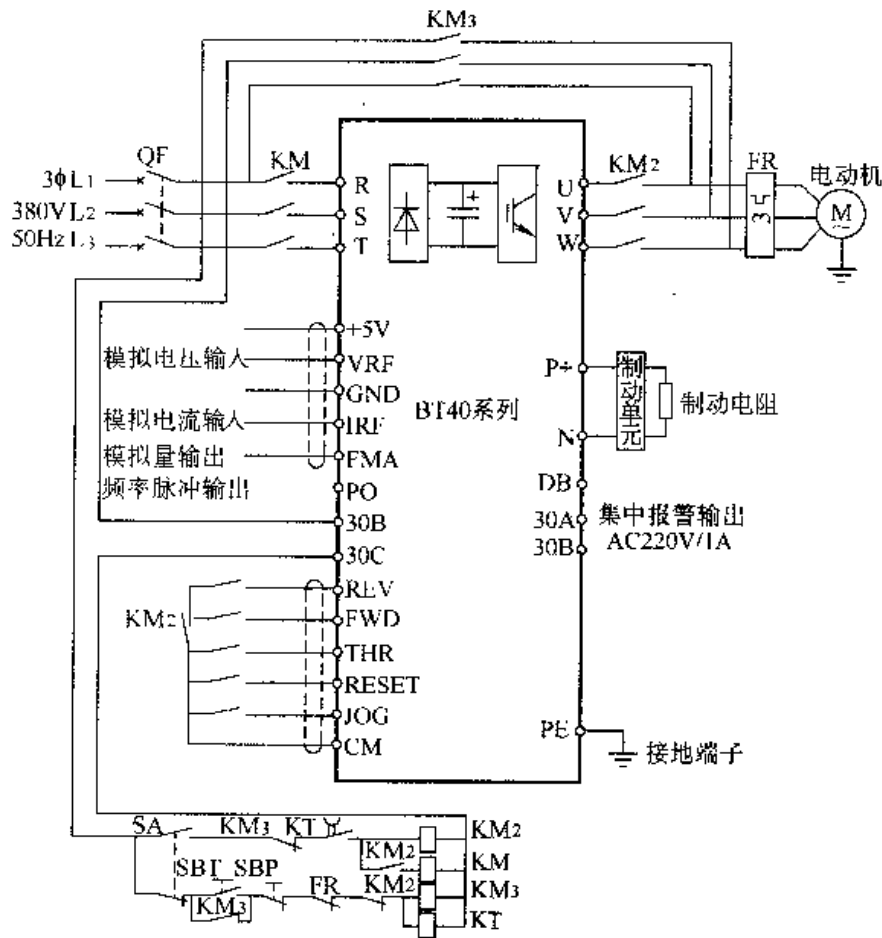 KM3
QF
KM
KM2
FR
电动机
3ϕL1
380VL2
50HzL3
R
S
T
U
V
W
M
+5V
模拟电压输入
VRF
GND
模拟电流输入
IRF
模拟量输出
FMA
频率脉冲输出
PO
30B
30C
BT40系列
P+
N
制动单元
制动电阻
DB
30A
集中报警输出
30B
AC220V/1A
REV
KM2
FWD
THR
RESET
JOG
CM
PE
接地端子
SA
KM3
KT
KM2
KM2
KM
SBT
SBP
FR
KM2
KM3
KM3
KT